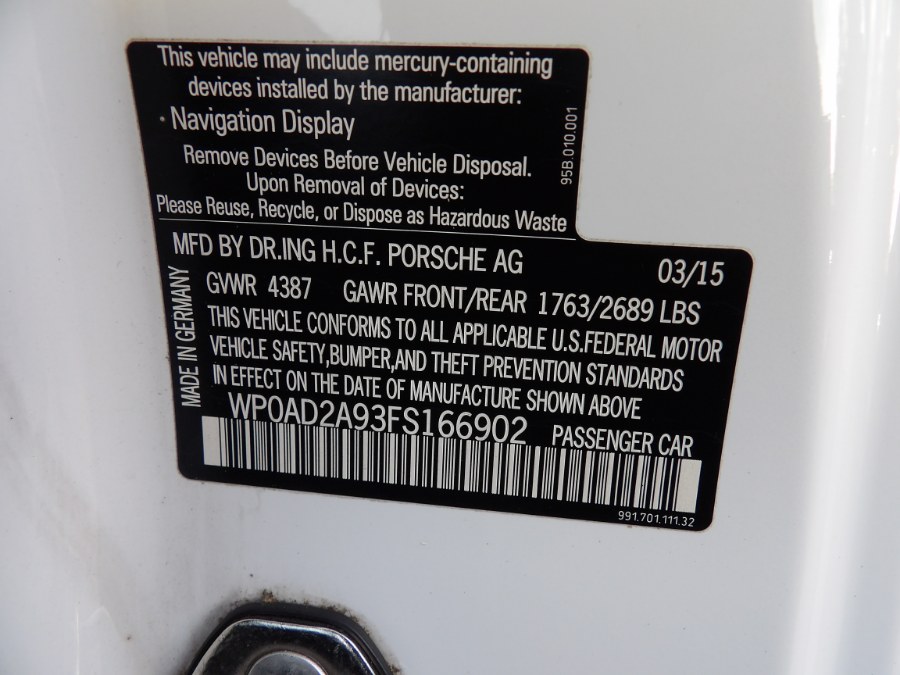 This vehicle may include mercury-containing
devices installed by the manufacturer:
· Navigation Display
Remove Devices Before Vehicle Disposal.
Upon Removal of Devices:
Please Reuse, Recycle, or Dispose as Hazardous Waste
95B.010.001
MFD BY DR.ING H.C.F. PORSCHE AG 03/15
GVWR 4387 GAWR FRONT/REAR 1763/2689 LBS
THIS VEHICLE CONFORMS TO ALL APPLICABLE U.S.FEDERAL MOTOR
VEHICLE SAFETY,BUMPER,AND THEFT PREVENTION STANDARDS
IN EFFECT ON THE DATE OF MANUFACTURE SHOWN ABOVE
MADE IN GERMANY
WP0AD2A93FS166902 PASSENGER CAR
991.701.111.32